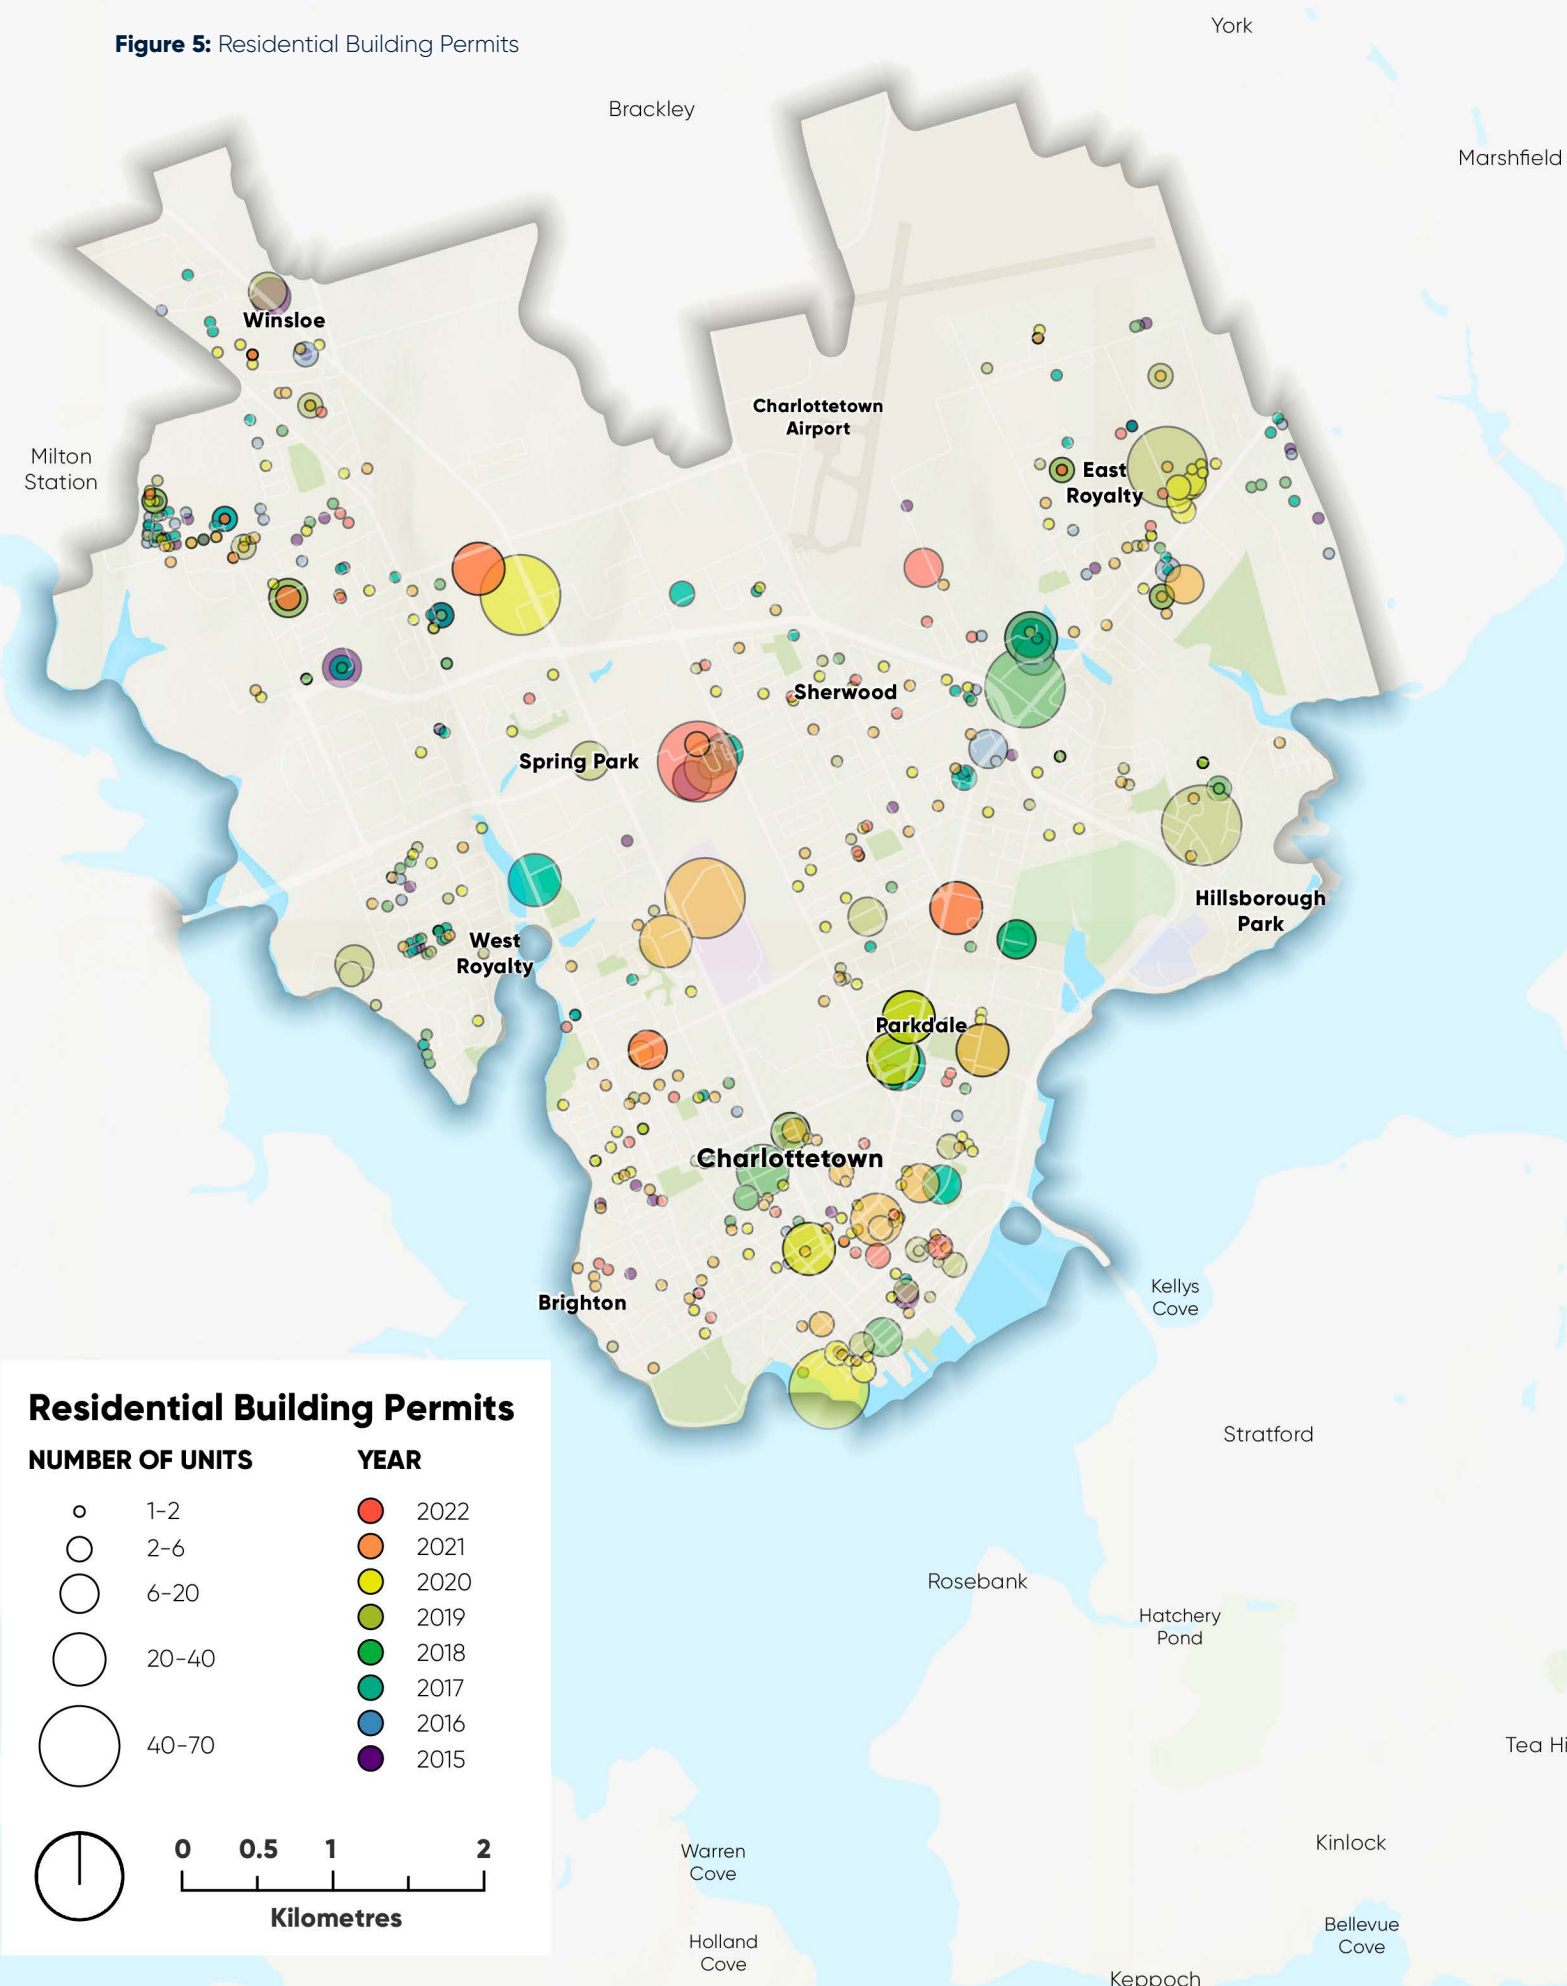 York
Figure 5: Residential Building Permits
Brackley
Marshfield
Winsloe
Charlottetown
Airport
Milton
Station
East
Royalty
Sherwood
Spring Park
Hillsborough
Park
West
Royalty
Parkdale
Charlottetown
Kellys
Cove
Brighton
Residential Building Permits
NUMBER OF UNITS
1-2
2-6
6-20
20-40
40-70
YEAR
2022
2021
2020
2019
2018
2017
2016
2015
0 0.5 1 2
Kilometres
Stratford
Rosebank
Hatchery
Pond
Tea Hi
Warren
Cove
Kinlock
Holland
Cove
Bellevue
Cove
Keppoch